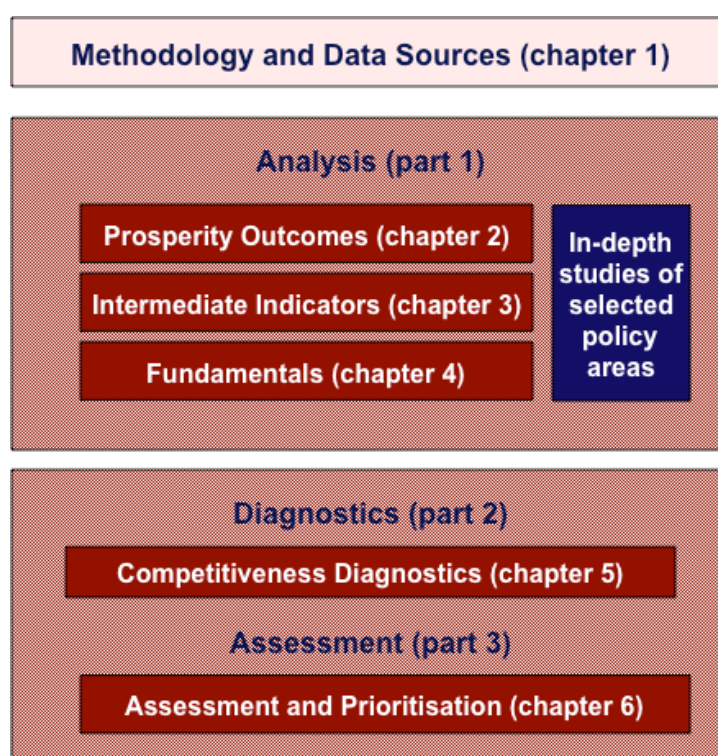 Methodology and Data Sources (chapter 1)
Analysis (part 1)
Prosperity Outcomes (chapter 2)
Intermediate Indicators (chapter 3)
Fundamentals (chapter 4)
In-depth
studies of
selected
policy
areas
Diagnostics (part 2)
Competitiveness Diagnostics (chapter 5)
Assessment (part 3)
Assessment and Prioritisation (chapter 6)